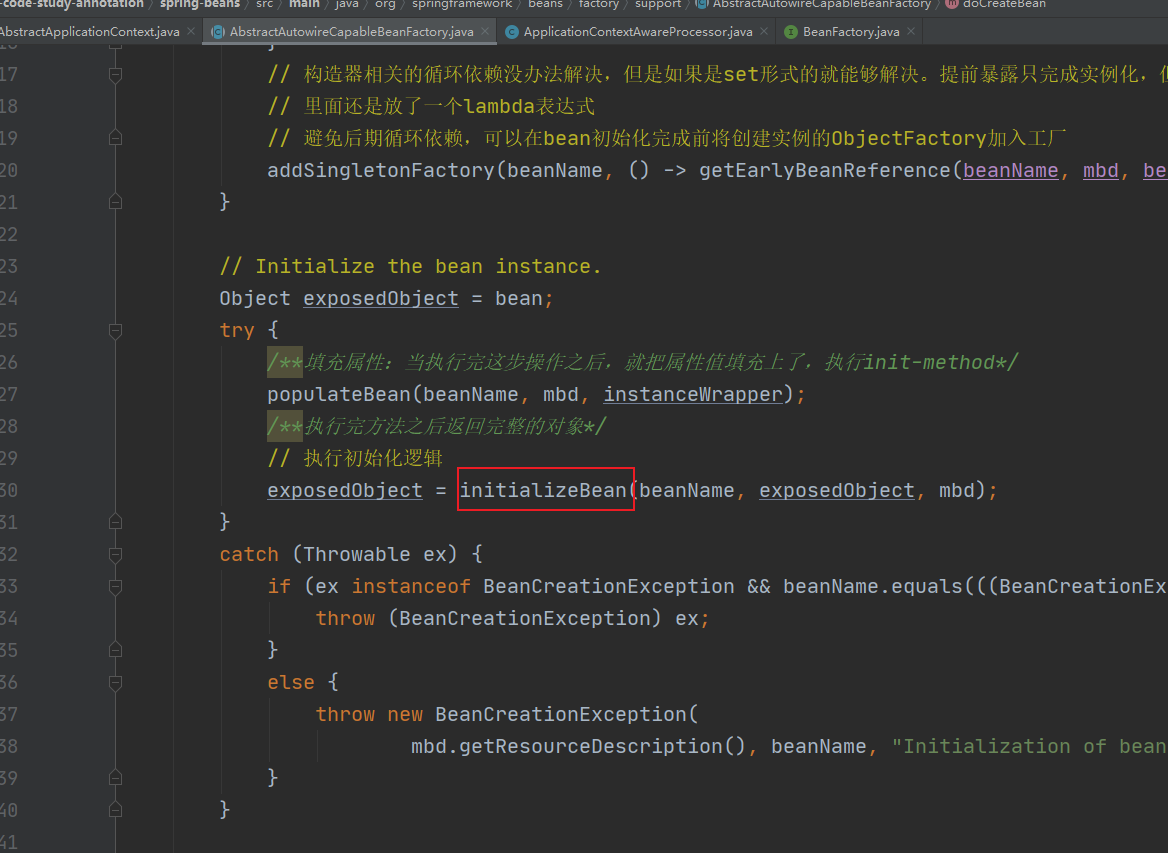 -code-study-annotation › spring-beans › src › main › java › org › springframework › beans › factory › support › AbstractAutowireCapableBeanFactory › doCreateBean
AbstractApplicationContext.java × AbstractAutowireCapableBeanFactory.java × ApplicationContextAwareProcessor.java × BeanFactory.java ×
17 // 构造器相关的循环依赖没办法解决，但是如果是set形式的就能够解决。提前暴露只完成实例化，但
18 // 里面还是放了一个lambda表达式
19 // 避免后期循环依赖，可以在bean初始化完成前将创建实例的ObjectFactory加入工厂
20 addSingletonFactory(beanName, () -> getEarlyBeanReference(beanName, mbd, be
21 }
22
23 // Initialize the bean instance.
24 Object exposedObject = bean;
25 try {
26 /**填充属性：当执行完这步操作之后，就把属性值填充上了，执行init-method*/
27 populateBean(beanName, mbd, instanceWrapper);
28 /**执行完方法之后返回完整的对象*/
29 // 执行初始化逻辑
30 exposedObject = initializeBean(beanName, exposedObject, mbd);
31 }
32 catch (Throwable ex) {
33 if (ex instanceof BeanCreationException && beanName.equals(((BeanCreationEx
34 throw (BeanCreationException) ex;
35 }
36 else {
37 throw new BeanCreationException(
38 mbd.getResourceDescription(), beanName, "Initialization of bean
39 }
40 }
41